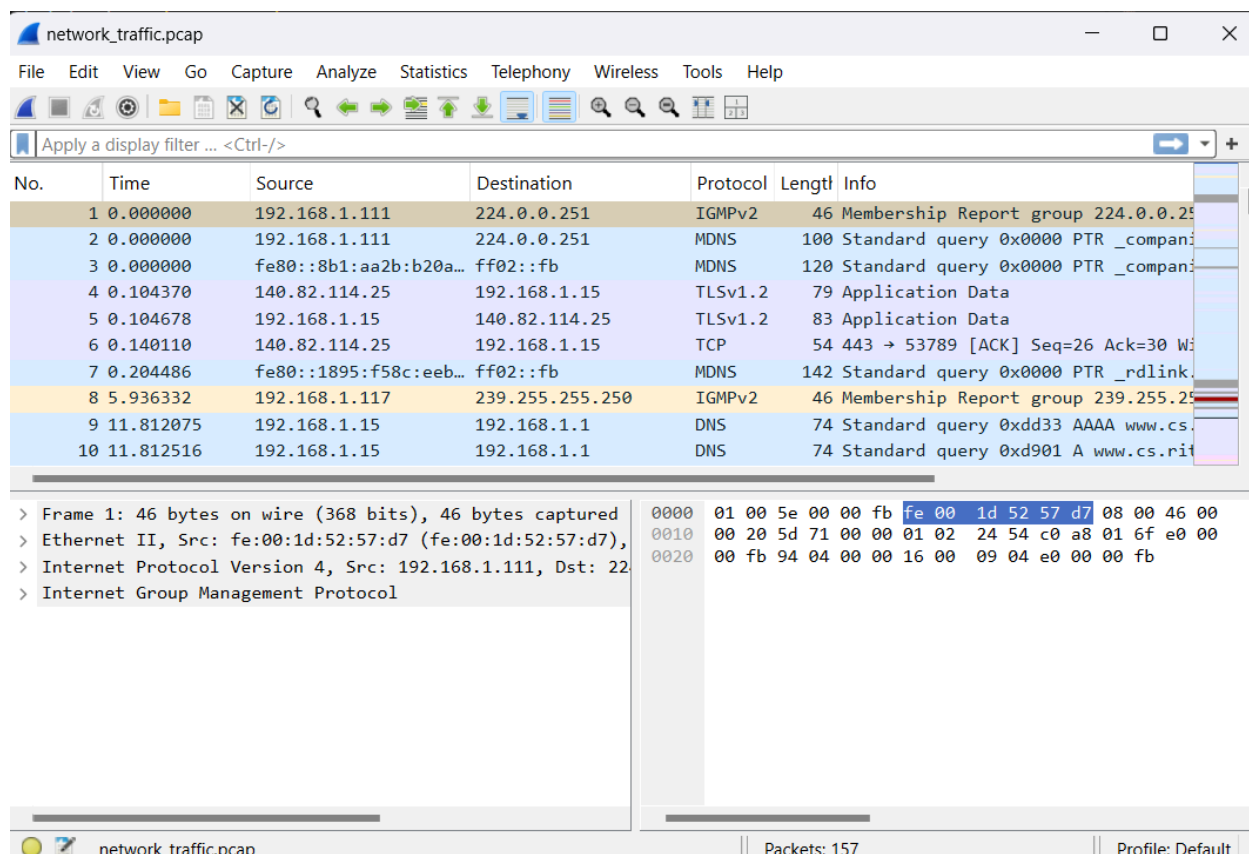 network_traffic.pcap
File Edit View Go Capture Analyze Statistics Telephony Wireless Tools Help
Apply a display filter ... <Ctrl-/>
No. Time Source Destination Protocol Lengtl Info
1 0.000000 192.168.1.111 224.0.0.251 IGMPv2 46 Membership Report group 224.0.0.25
2 0.000000 192.168.1.111 224.0.0.251 MDNS 100 Standard query 0x0000 PTR _compani
3 0.000000 fe80::8b1:aa2b:b20a… ff02::fb MDNS 120 Standard query 0x0000 PTR _compani
4 0.104370 140.82.114.25 192.168.1.15 TLSv1.2 79 Application Data
5 0.104678 192.168.1.15 140.82.114.25 TLSv1.2 83 Application Data
6 0.140110 140.82.114.25 192.168.1.15 TCP 54 443 → 53789 [ACK] Seq=26 Ack=30 Wi
7 0.204486 fe80::1895:f58c:eeb… ff02::fb MDNS 142 Standard query 0x0000 PTR _rdlink.
8 5.936332 192.168.1.117 239.255.255.250 IGMPv2 46 Membership Report group 239.255.25
9 11.812075 192.168.1.15 192.168.1.1 DNS 74 Standard query 0xdd33 AAAA www.cs.
10 11.812516 192.168.1.15 192.168.1.1 DNS 74 Standard query 0xd901 A www.cs.rit
Frame 1: 46 bytes on wire (368 bits), 46 bytes captured
Ethernet II, Src: fe:00:1d:52:57:d7 (fe:00:1d:52:57:d7),
Internet Protocol Version 4, Src: 192.168.1.111, Dst: 22
Internet Group Management Protocol
0000 01 00 5e 00 00 fb fe 00 1d 52 57 d7 08 00 46 00
0010 00 20 5d 71 00 00 01 02 24 54 c0 a8 01 6f e0 00
0020 00 fb 94 04 00 00 16 00 09 04 e0 00 00 fb
network_traffic.pcap Packets: 157 Profile: Default